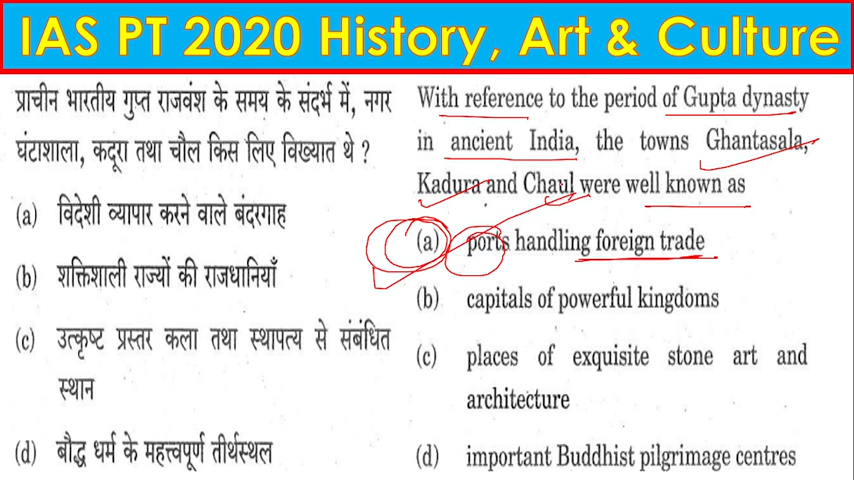 IAS PT 2020 History, Art & Culture
प्राचीन भारतीय गुप्त राजवंश के समय के संदर्भ में, नगर
घंटाशाला, कदूरा तथा चौल किस लिए विख्यात थे ?
(a) विदेशी व्यापार करने वाले बंदरगाह
(b) शक्तिशाली राज्यों की राजधानियाँ
(c) उत्कृष्ट प्रस्तर कला तथा स्थापत्य से संबंधित
स्थान
(d) बौद्ध धर्म के महत्त्वपूर्ण तीर्थस्थल
With reference to the period of Gupta dynasty
in ancient India, the towns Ghantasala,
Kadura and Chaul were well known as
(a) ports handling foreign trade
(b) capitals of powerful kingdoms
(c) places of exquisite stone art and
architecture
(d) important Buddhist pilgrimage centres